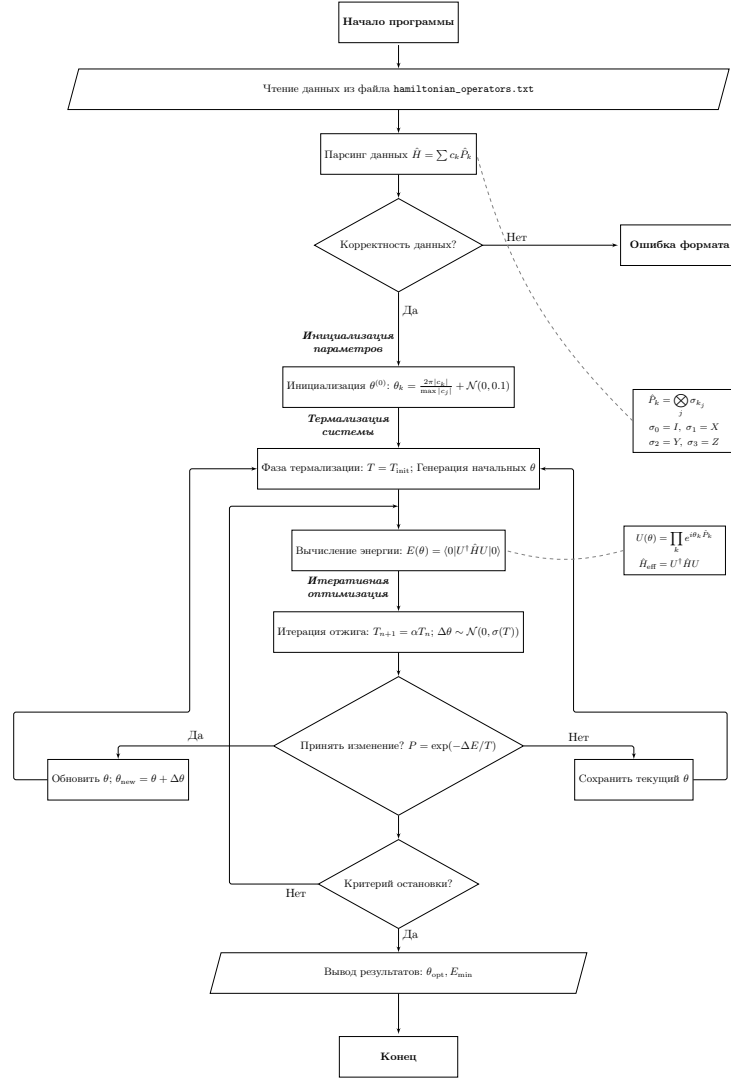 Начало программы
Чтение данных из файла hamiltonian_operators.txt
Парсинг данных Ĥ = ∑ c_k P̂_k
Корректность данных?
Нет
Ошибка формата
Да
Инициализация
параметров
Инициализация θ^(0): θ_k = 2π|c_k| / max |c_j| + 𝒩(0, 0.1)
P̂_k = ⨂_j σ_{k_j}
σ_0 = I, σ_1 = X
σ_2 = Y, σ_3 = Z
Термализация
системы
Фаза термализации: T = T_init; Генерация начальных θ
Вычисление энергии: E(θ) = ⟨0|U†ĤU|0⟩
U(θ) = ∏_k e^{iθ_k P̂_k}
Ĥ_eff = U†ĤU
Итеративная
оптимизация
Итерация отжига: T_{n+1} = αT_n; Δθ ∼ 𝒩(0, σ(T))
Принять изменение? P = exp(−ΔE/T)
Да
Нет
Обновить θ; θ_new = θ + Δθ
Сохранить текущий θ
Критерий остановки?
Нет
Да
Вывод результатов: θ_opt, E_min
Конец